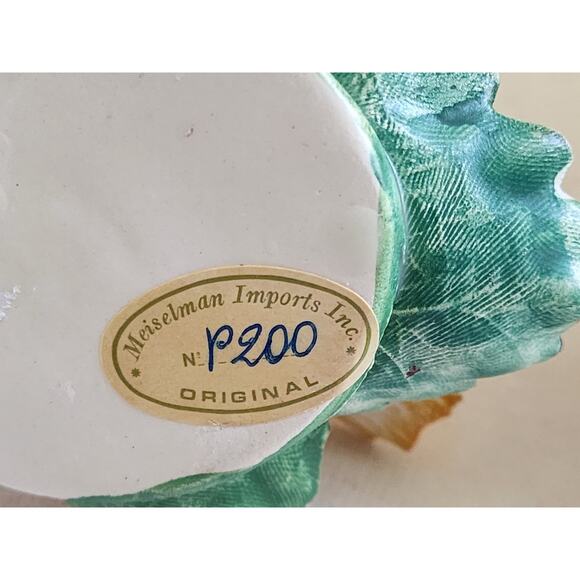 * Meiselman Imports Inc. *
Nº P200
ORIGINAL